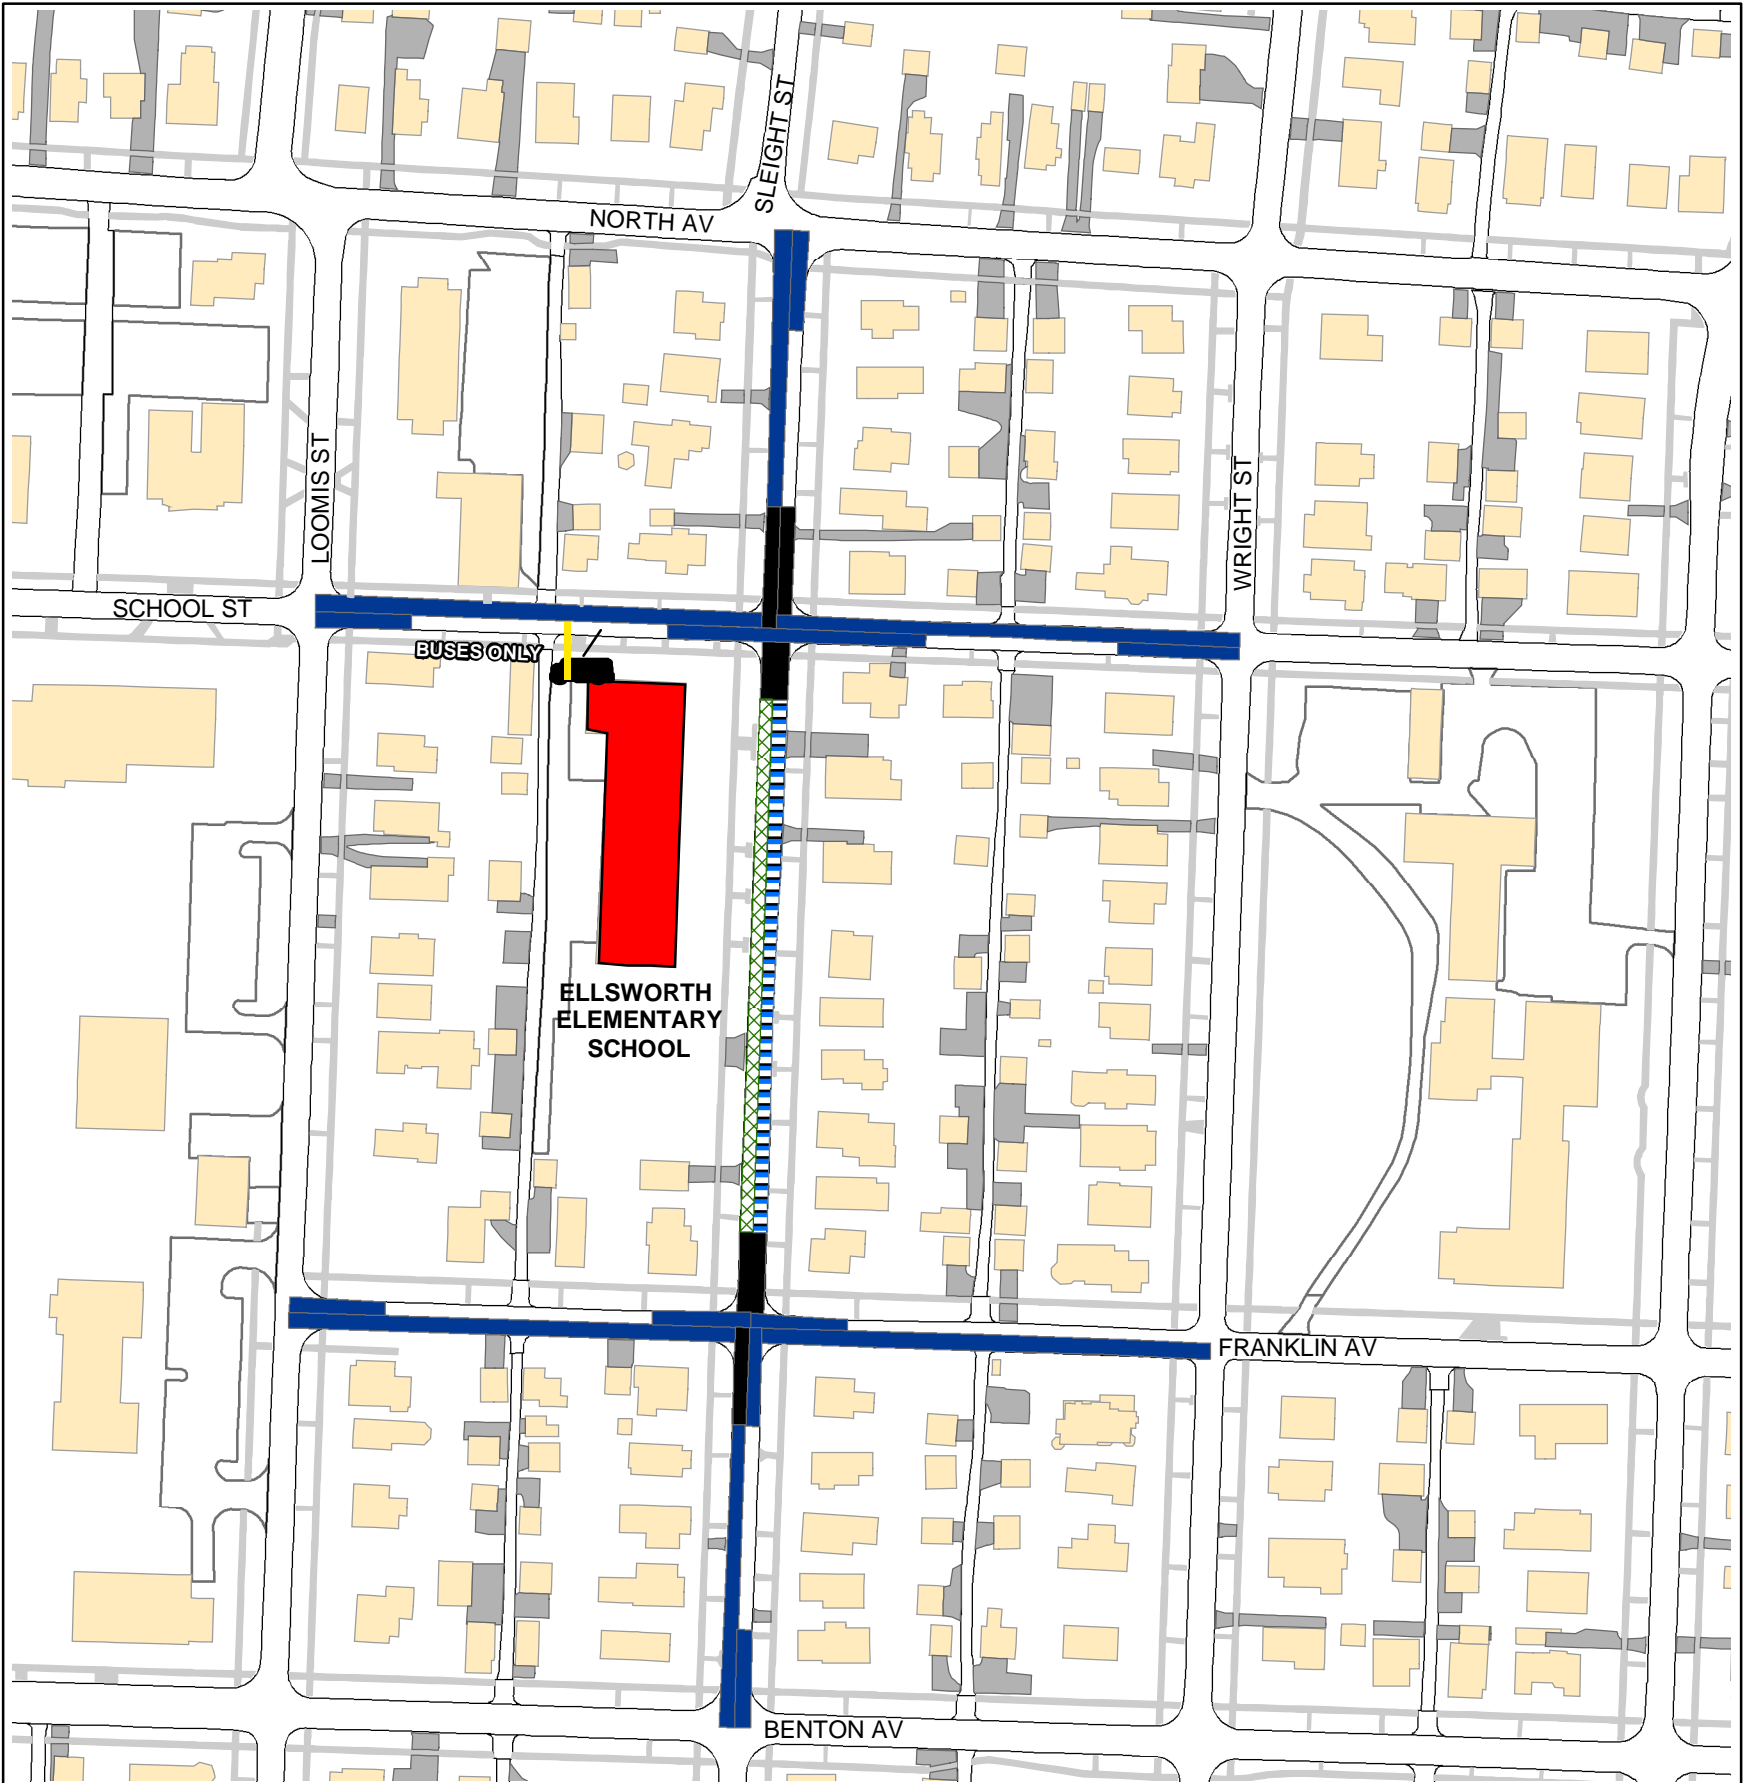 SLEIGHT ST
NORTH AV
LOOMIS ST
WRIGHT ST
SCHOOL ST
BUSES ONLY
ELLSWORTH
ELEMENTARY
SCHOOL
FRANKLIN AV
BENTON AV